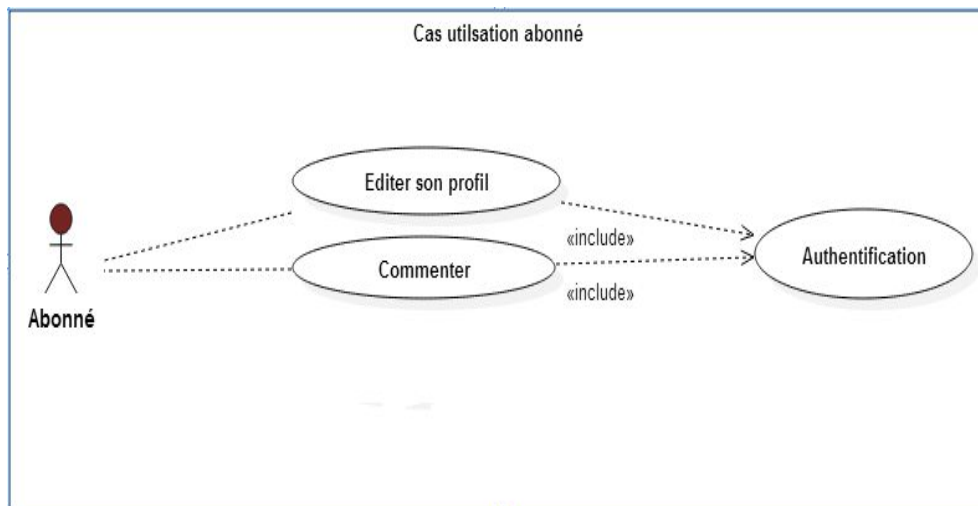 Cas utilsation abonné
Editer son profil
«include»
Commenter
Authentification
«include»
Abonné